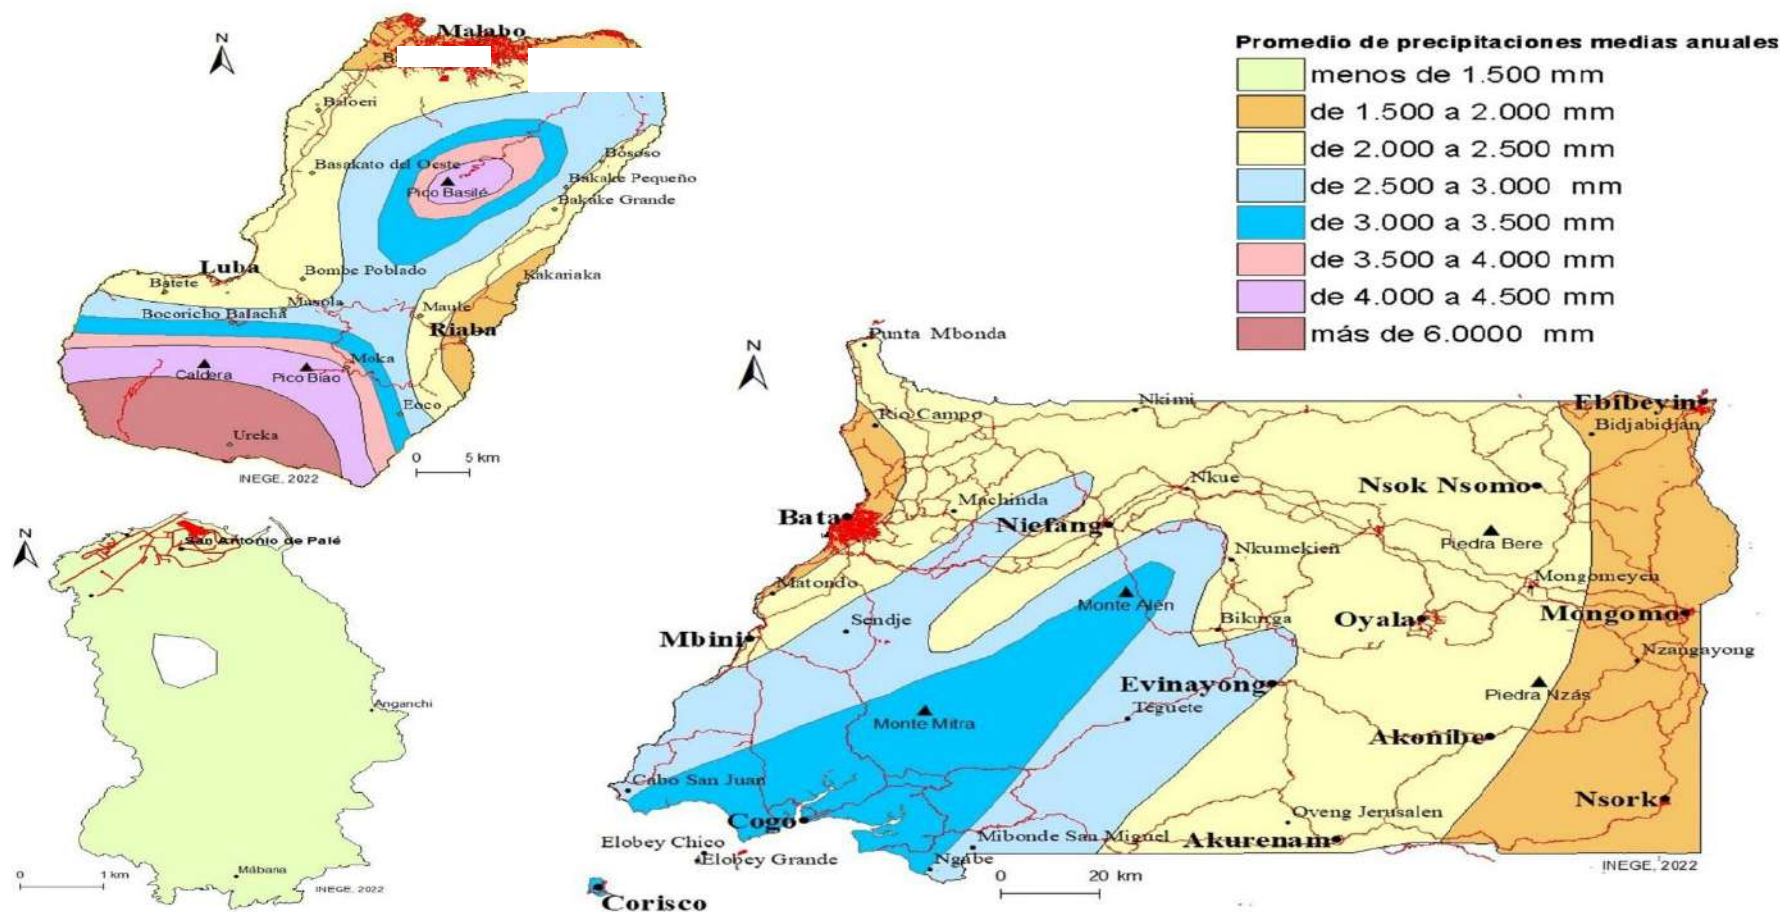 N
Malabo
Baloeri
Basakato del Oeste
Pico Basilé
Bososo
Bakake Pequeño
Bakake Grande
Luba
Batete
Bombe Poblado
Kakariaka
Musola
Bocoricho Balacha
Maule
Riaba
Moka
Caldera
Pico Biao
Eoco
Ureka
0 5 km
INEGE, 2022
Promedio de precipitaciones medias anuales
menos de 1.500 mm
de 1.500 a 2.000 mm
de 2.000 a 2.500 mm
de 2.500 a 3.000 mm
de 3.000 a 3.500 mm
de 3.500 a 4.000 mm
de 4.000 a 4.500 mm
más de 6.0000 mm
N
San Antonio de Palé
Anganchi
Mábana
0 1 km
INEGE, 2022
N
Punta Mbonda
Rio Campo
Nkimi
Ebibeyin
Bidjabidján
Nkue
Nsok Nsomo
Machinda
Bata
Niefang
Piedra Bere
Nkumekien
Matondo
Monte Alén
Mongomeyen
Sendje
Bikurga
Oyala
Mongomo
Mbini
Nzangayong
Evinayong
Piedra Nzás
Teguete
Monte Mitra
Akonibe
Cabo San Juan
Nsork
Cogo
Oveng Jerusalen
Elobey Chico
Mibonde San Miguel
Akurenam
Elobey Grande
Ngabe
INEGE, 2022
0 20 km
Corisco